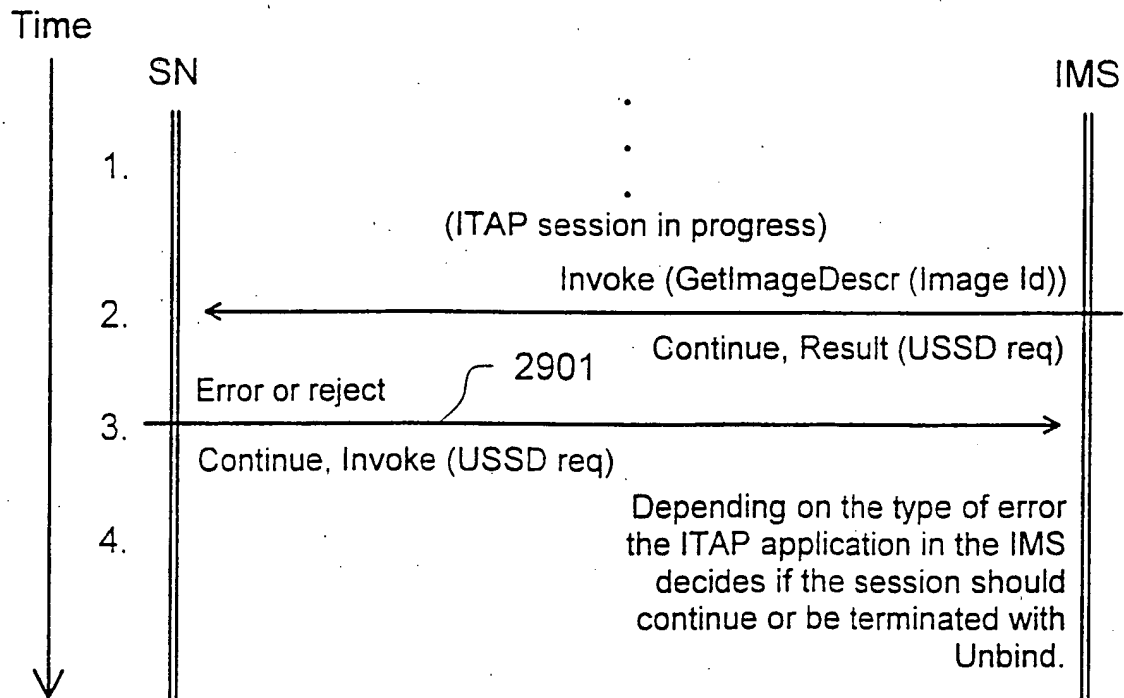 Time
SN
IMS
1.
(ITAP session in progress)
Invoke (GetImageDescr (Image Id))
2.
Continue, Result (USSD req)
2901
Error or reject
3.
Continue, Invoke (USSD req)
4.
Depending on the type of error
the ITAP application in the IMS
decides if the session should
continue or be terminated with
Unbind.